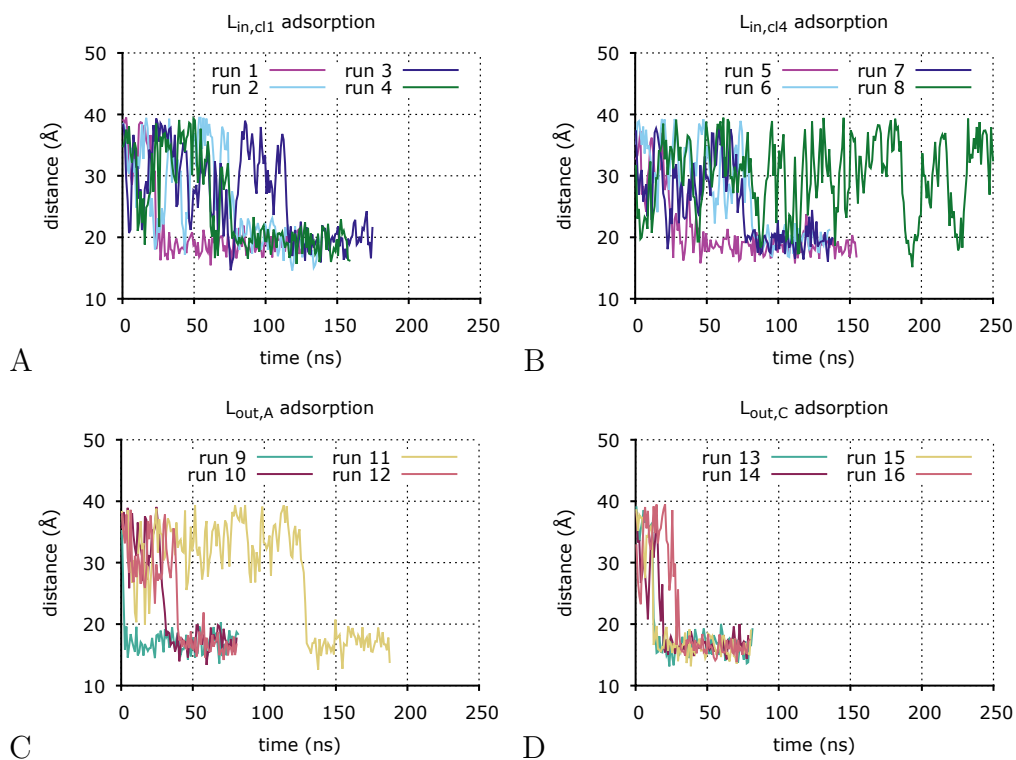 L_in,cl1 adsorption
50
40
30
20
10
distance (Å)
run 1 run 3
run 2 run 4
0 50 100 150 200 250
time (ns)
A
L_in,cl4 adsorption
50
40
30
20
10
distance (Å)
run 5 run 7
run 6 run 8
0 50 100 150 200 250
time (ns)
B
L_out,A adsorption
50
40
30
20
10
distance (Å)
run 9 run 11
run 10 run 12
0 50 100 150 200 250
time (ns)
C
L_out,C adsorption
50
40
30
20
10
distance (Å)
run 13 run 15
run 14 run 16
0 50 100 150 200 250
time (ns)
D